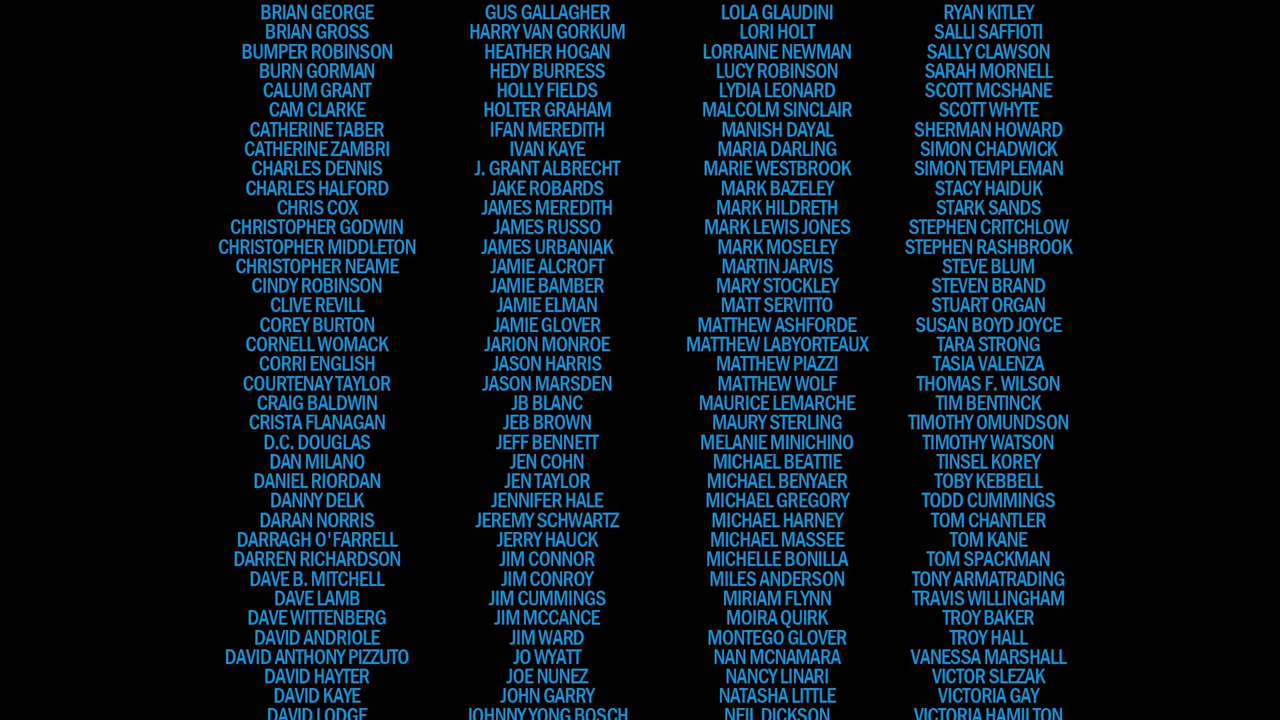 BRIAN GEORGE
BRIAN GROSS
BUMPER ROBINSON
BURN GORMAN
CALUM GRANT
CAM CLARKE
CATHERINE TABER
CATHERINE ZAMBRI
CHARLES DENNIS
CHARLES HALFORD
CHRIS COX
CHRISTOPHER GODWIN
CHRISTOPHER MIDDLETON
CHRISTOPHER NEAME
CINDY ROBINSON
CLIVE REVILL
COREY BURTON
CORNELL WOMACK
CORRI ENGLISH
COURTENAY TAYLOR
CRAIG BALDWIN
CRISTA FLANAGAN
D.C. DOUGLAS
DAN MILANO
DANIEL RIORDAN
DANNY DELK
DARAN NORRIS
DARRAGH O'FARRELL
DARREN RICHARDSON
DAVE B. MITCHELL
DAVE LAMB
DAVE WITTENBERG
DAVID ANDRIOLE
DAVID ANTHONY PIZZUTO
DAVID HAYTER
DAVID KAYE
DAVID LODGE
GUS GALLAGHER
HARRY VAN GORKUM
HEATHER HOGAN
HEDY BURRESS
HOLLY FIELDS
HOLTER GRAHAM
IFAN MEREDITH
IVAN KAYE
J. GRANT ALBRECHT
JAKE ROBARDS
JAMES MEREDITH
JAMES RUSSO
JAMES URBANIAK
JAMIE ALCROFT
JAMIE BAMBER
JAMIE ELMAN
JAMIE GLOVER
JARION MONROE
JASON HARRIS
JASON MARSDEN
JB BLANC
JEB BROWN
JEFF BENNETT
JEN COHN
JEN TAYLOR
JENNIFER HALE
JEREMY SCHWARTZ
JERRY HAUCK
JIM CONNOR
JIM CONROY
JIM CUMMINGS
JIM MCCANCE
JIM WARD
JO WYATT
JOE NUNEZ
JOHN GARRY
JOHNNY YONG BOSCH
LOLA GLAUDINI
LORI HOLT
LORRAINE NEWMAN
LUCY ROBINSON
LYDIA LEONARD
MALCOLM SINCLAIR
MANISH DAYAL
MARIA DARLING
MARIE WESTBROOK
MARK BAZELEY
MARK HILDRETH
MARK LEWIS JONES
MARK MOSELEY
MARTIN JARVIS
MARY STOCKLEY
MATT SERVITTO
MATTHEW ASHFORDE
MATTHEW LABYORTEAUX
MATTHEW PIAZZI
MATTHEW WOLF
MAURICE LEMARCHE
MAURY STERLING
MELANIE MINICHINO
MICHAEL BEATTIE
MICHAEL BENYAER
MICHAEL GREGORY
MICHAEL HARNEY
MICHAEL MASSEE
MICHELLE BONILLA
MILES ANDERSON
MIRIAM FLYNN
MOIRA QUIRK
MONTEGO GLOVER
NAN MCNAMARA
NANCY LINARI
NATASHA LITTLE
NEIL DICKSON
RYAN KITLEY
SALLI SAFFIOTI
SALLY CLAWSON
SARAH MORNELL
SCOTT MCSHANE
SCOTT WHYTE
SHERMAN HOWARD
SIMON CHADWICK
SIMON TEMPLEMAN
STACY HAIDUK
STARK SANDS
STEPHEN CRITCHLOW
STEPHEN RASHBROOK
STEVE BLUM
STEVEN BRAND
STUART ORGAN
SUSAN BOYD JOYCE
TARA STRONG
TASIA VALENZA
THOMAS F. WILSON
TIM BENTINCK
TIMOTHY OMUNDSON
TIMOTHY WATSON
TINSEL KOREY
TOBY KEBBELL
TODD CUMMINGS
TOM CHANTLER
TOM KANE
TOM SPACKMAN
TONY ARMATRADING
TRAVIS WILLINGHAM
TROY BAKER
TROY HALL
VANESSA MARSHALL
VICTOR SLEZAK
VICTORIA GAY
VICTORIA HAMILTON